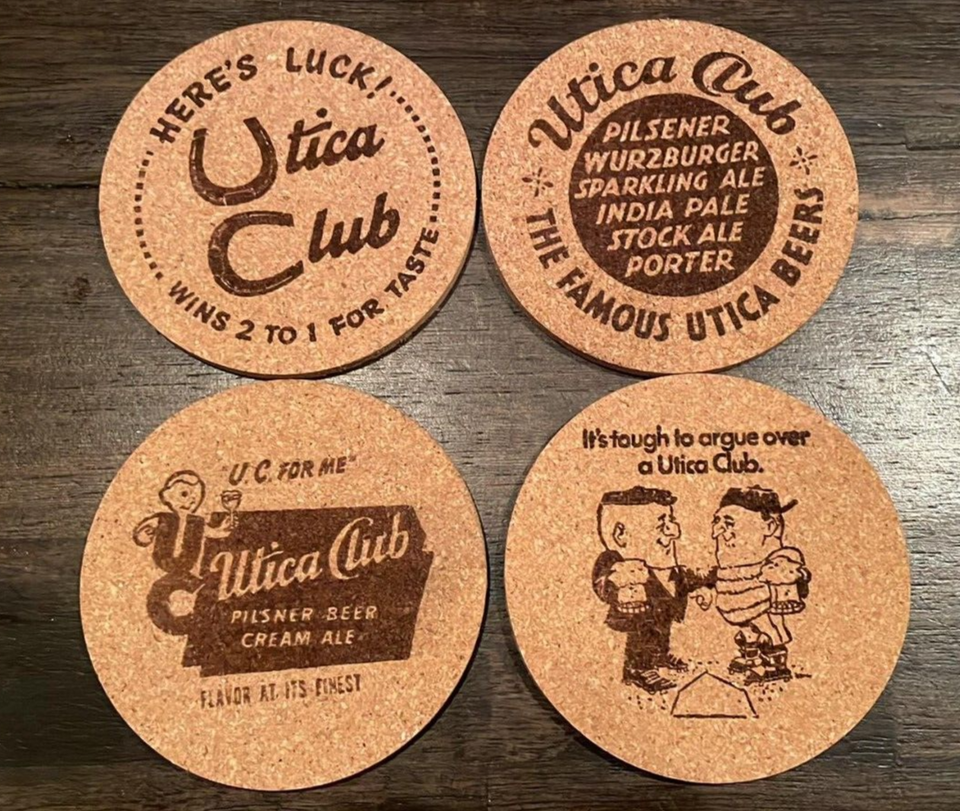 HERE'S LUCK!
Utica
Club
WINS 2 TO 1 FOR TASTE
Utica Club
PILSENER
WURZBURGER
SPARKLING ALE
INDIA PALE
STOCK ALE
PORTER
THE FAMOUS UTICA BEERS
"U.C. FOR ME"
UC
Utica Club
PILSNER BEER
CREAM ALE
FLAVOR AT ITS FINEST
It's tough to argue over
a Utica Club.